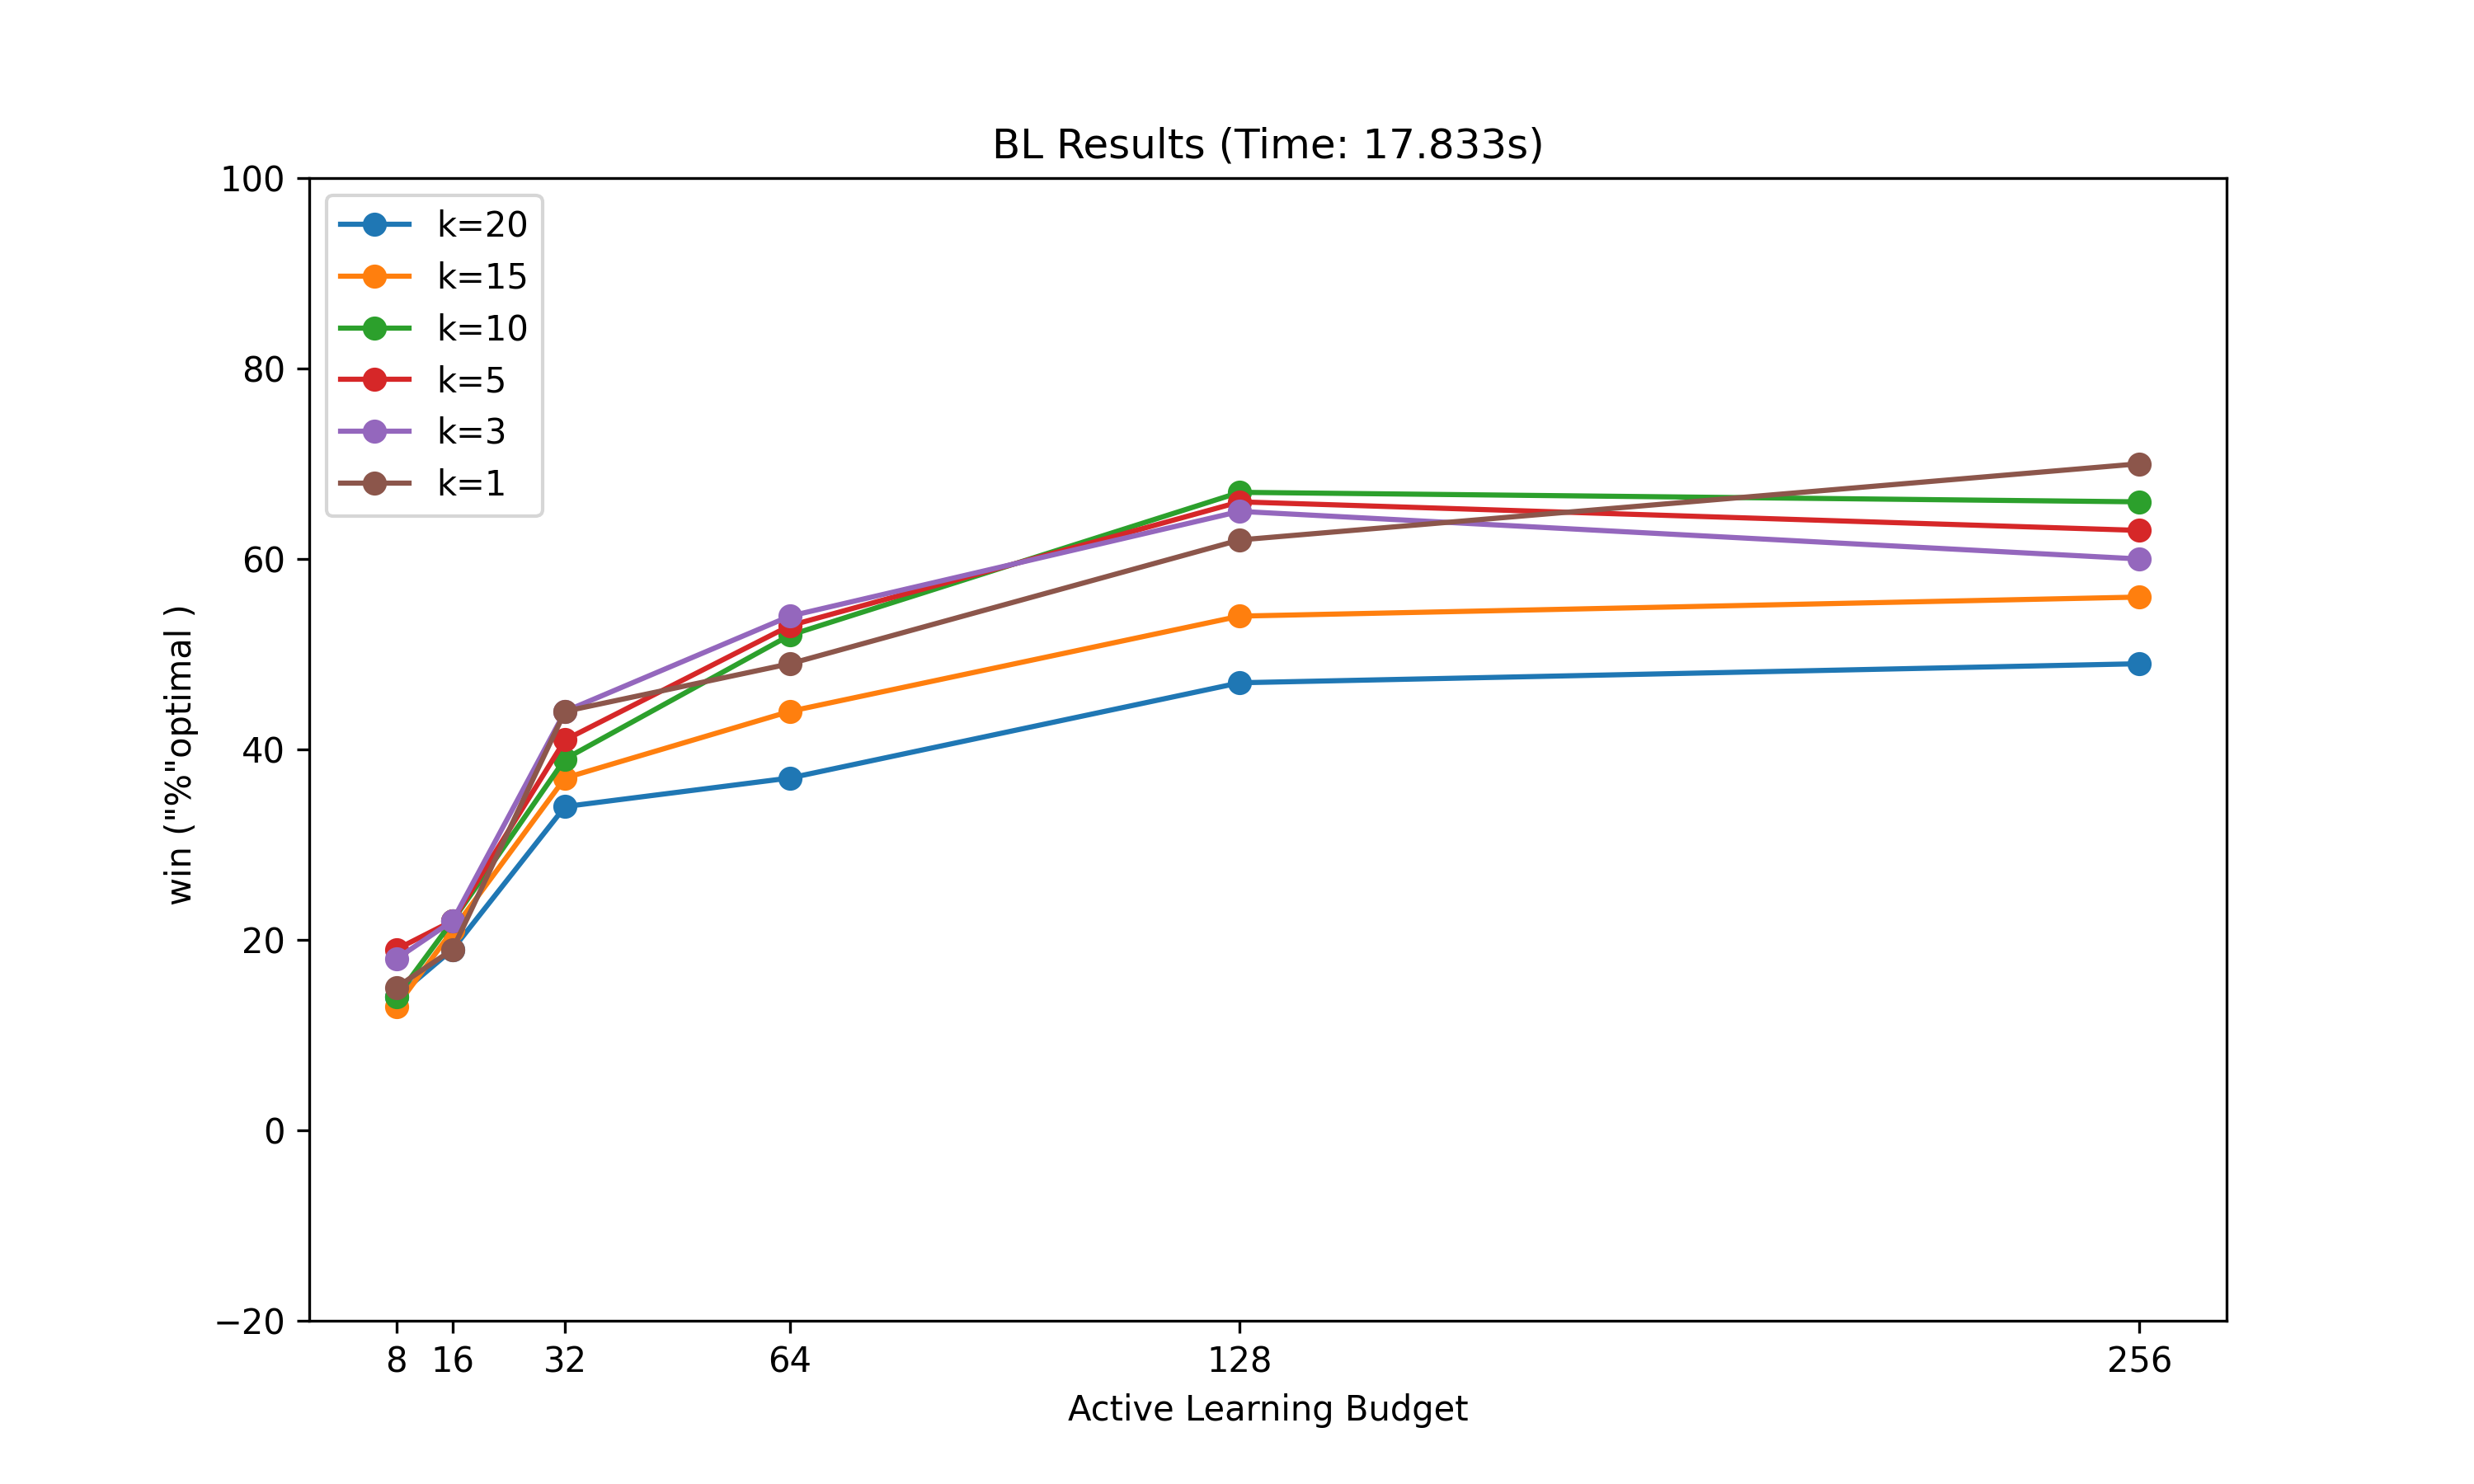 BL Results (Time: 17.833s)
100
80
60
40
20
0
−20
win ("%"optimal )
k=20
k=15
k=10
k=5
k=3
k=1
8 16 32 64 128 256
Active Learning Budget